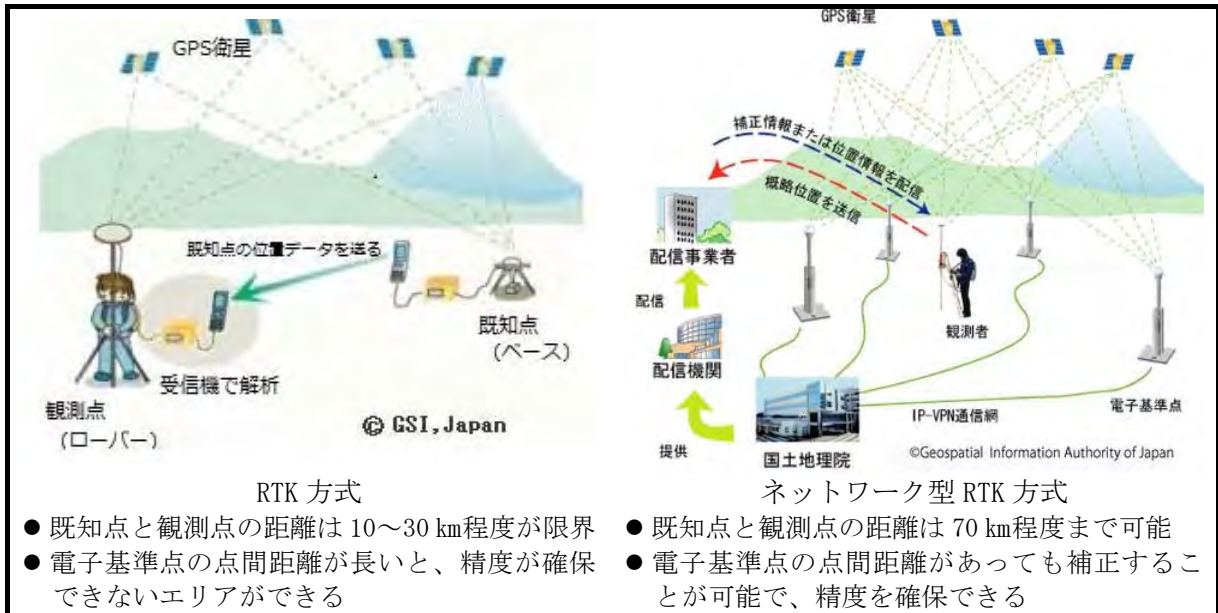 GPS衛星
既知点の位置データを送る
既知点
(ベース)
受信機で解析
観測点
(ローバー)
© GSI,Japan
RTK 方式
● 既知点と観測点の距離は 10～30 ㎞程度が限界
● 電子基準点の点間距離が長いと、精度が確保
できないエリアができる
GPS衛星
補正情報または位置情報を配信
概略位置を送信
配信事業者
配信
観測者
配信機関
電子基準点
IP-VPN通信網
提供
国土地理院
©Geospatial Information Authority of Japan
ネットワーク型 RTK 方式
● 既知点と観測点の距離は 70 ㎞程度まで可能
● 電子基準点の点間距離があっても補正するこ
とが可能で、精度を確保できる